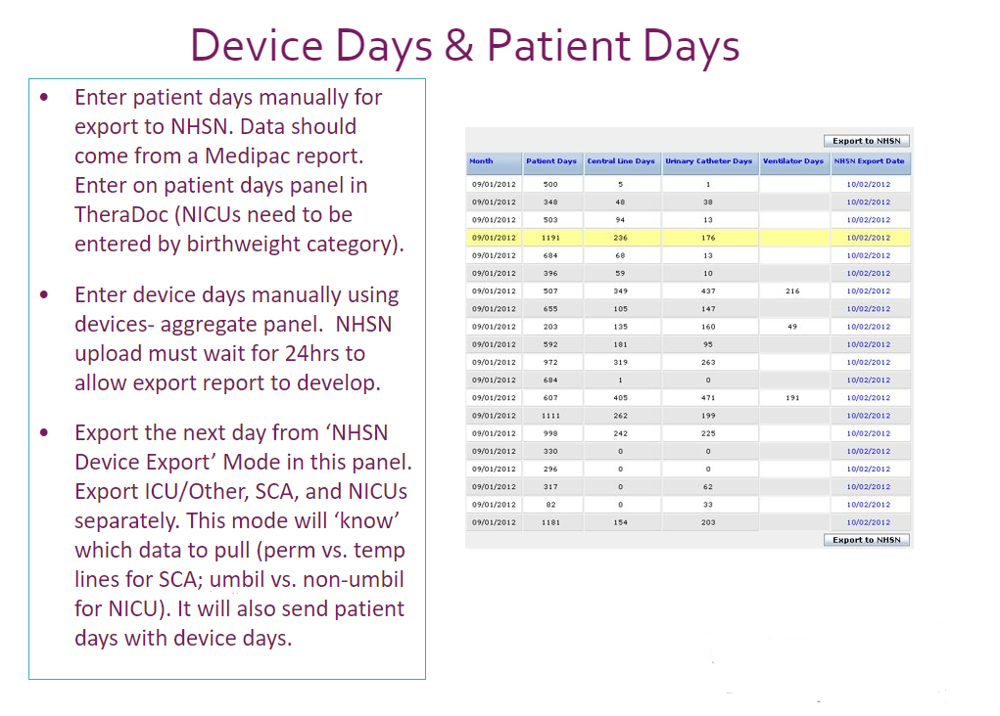 Device Days & Patient Days
• Enter patient days manually for
export to NHSN. Data should
come from a Medipac report.
Enter on patient days panel in
TheraDoc (NICUs need to be
entered by birthweight category).
• Enter device days manually using
devices- aggregate panel.  NHSN
upload must wait for 24hrs to
allow export report to develop.
• Export the next day from ‘NHSN
Device Export’ Mode in this panel.
Export ICU/Other, SCA, and NICUs
separately. This mode will ‘know’
which data to pull (perm vs. temp
lines for SCA; umbil vs. non-umbil
for NICU). It will also send patient
days with device days.
Export to NHSN
Month Patient Days Central Line Days Urinary Catheter Days Ventilator Days NHSN Export Date
09/01/2012 500 5 1 10/02/2012
09/01/2012 348 48 38 10/02/2012
09/01/2012 503 94 13 10/02/2012
09/01/2012 1191 236 176 10/02/2012
09/01/2012 684 68 13 10/02/2012
09/01/2012 396 59 10 10/02/2012
09/01/2012 507 349 437 216 10/02/2012
09/01/2012 655 105 147 10/02/2012
09/01/2012 203 135 160 49 10/02/2012
09/01/2012 592 181 95 10/02/2012
09/01/2012 972 319 263 10/02/2012
09/01/2012 684 1 0 10/02/2012
09/01/2012 607 405 471 191 10/02/2012
09/01/2012 1111 262 199 10/02/2012
09/01/2012 998 242 225 10/02/2012
09/01/2012 330 0 0 10/02/2012
09/01/2012 296 0 0 10/02/2012
09/01/2012 317 0 62 10/02/2012
09/01/2012 82 0 33 10/02/2012
09/01/2012 1181 154 203 10/02/2012
Export to NHSN